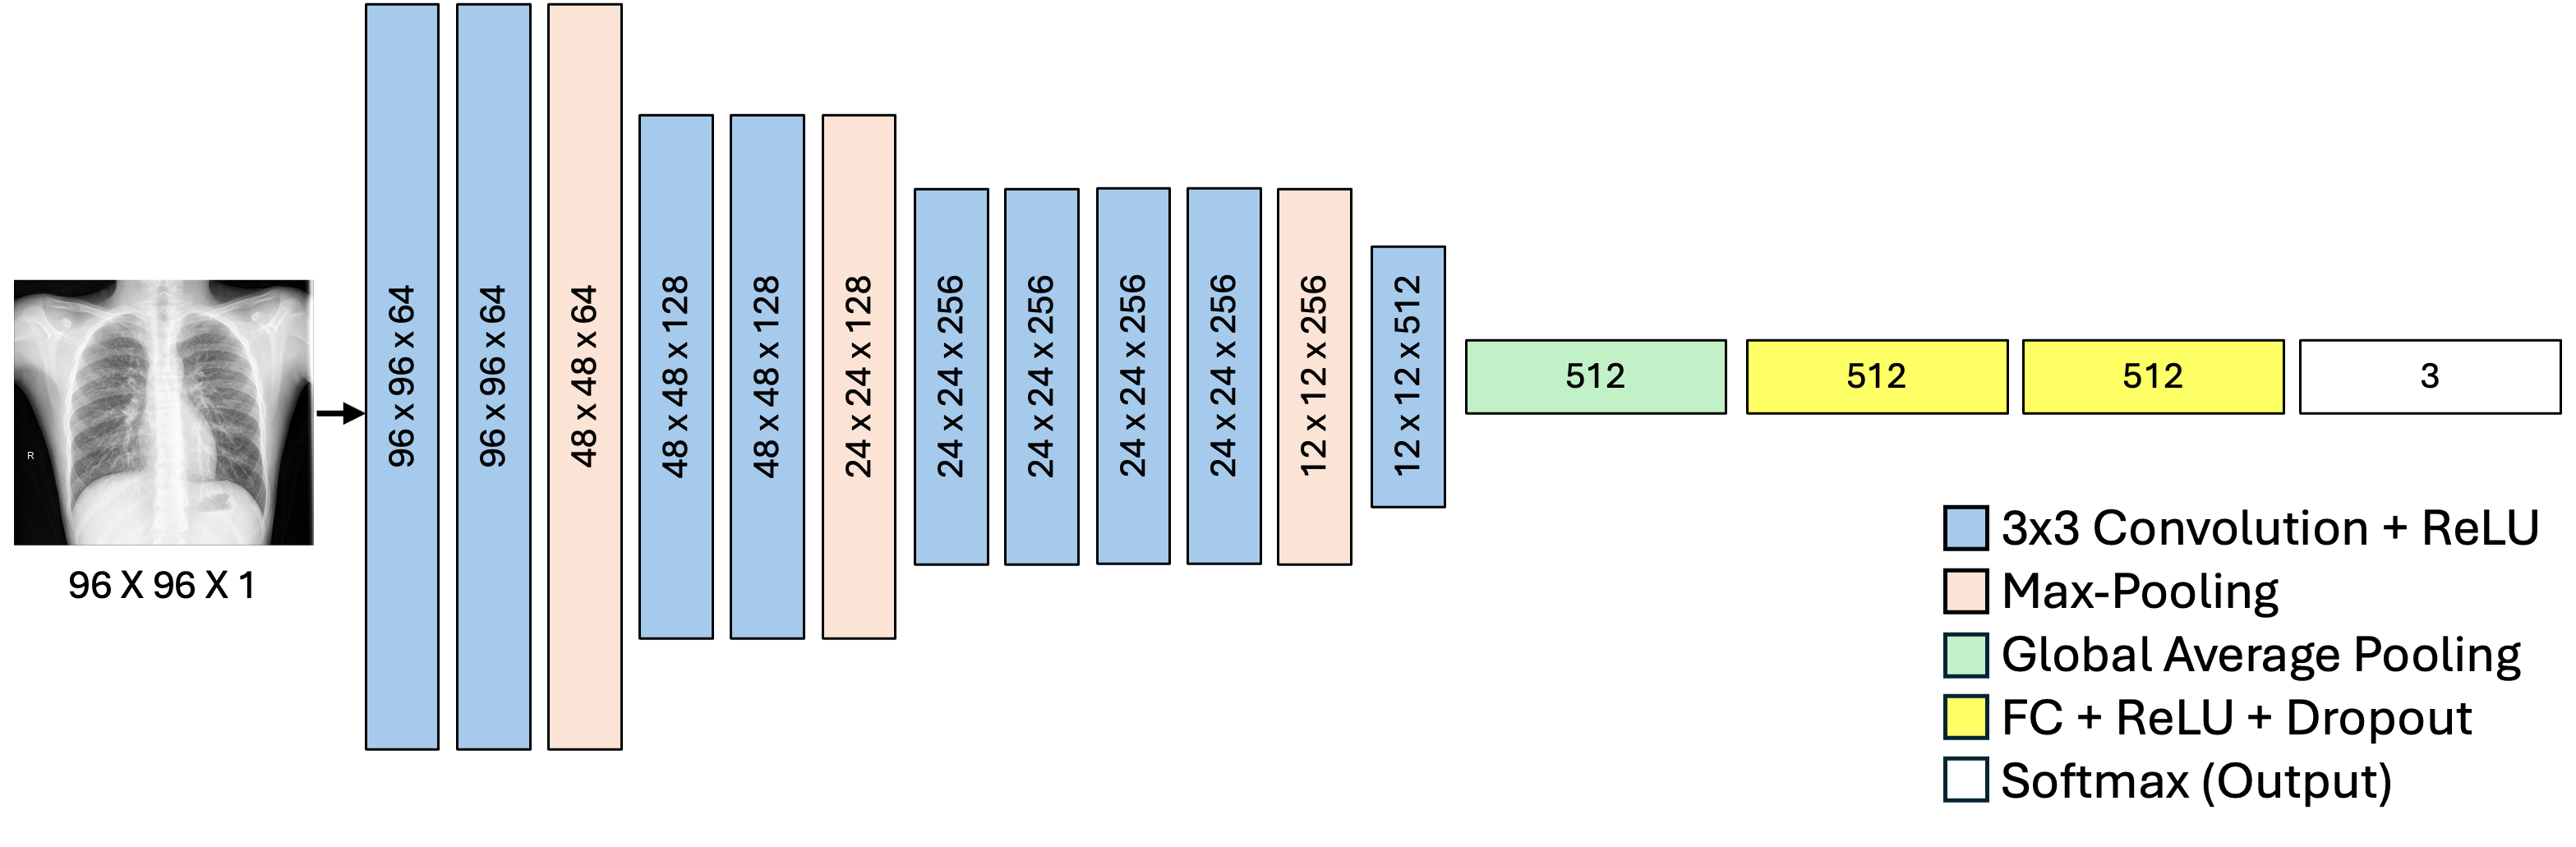 R
96 X 96 X 1
96 x 96 x 64
96 x 96 x 64
48 x 48 x 64
48 x 48 x 128
48 x 48 x 128
24 x 24 x 128
24 x 24 x 256
24 x 24 x 256
24 x 24 x 256
24 x 24 x 256
12 x 12 x 256
12 x 12 x 512
512
512
512
3
3x3 Convolution + ReLU
Max-Pooling
Global Average Pooling
FC + ReLU + Dropout
Softmax (Output)